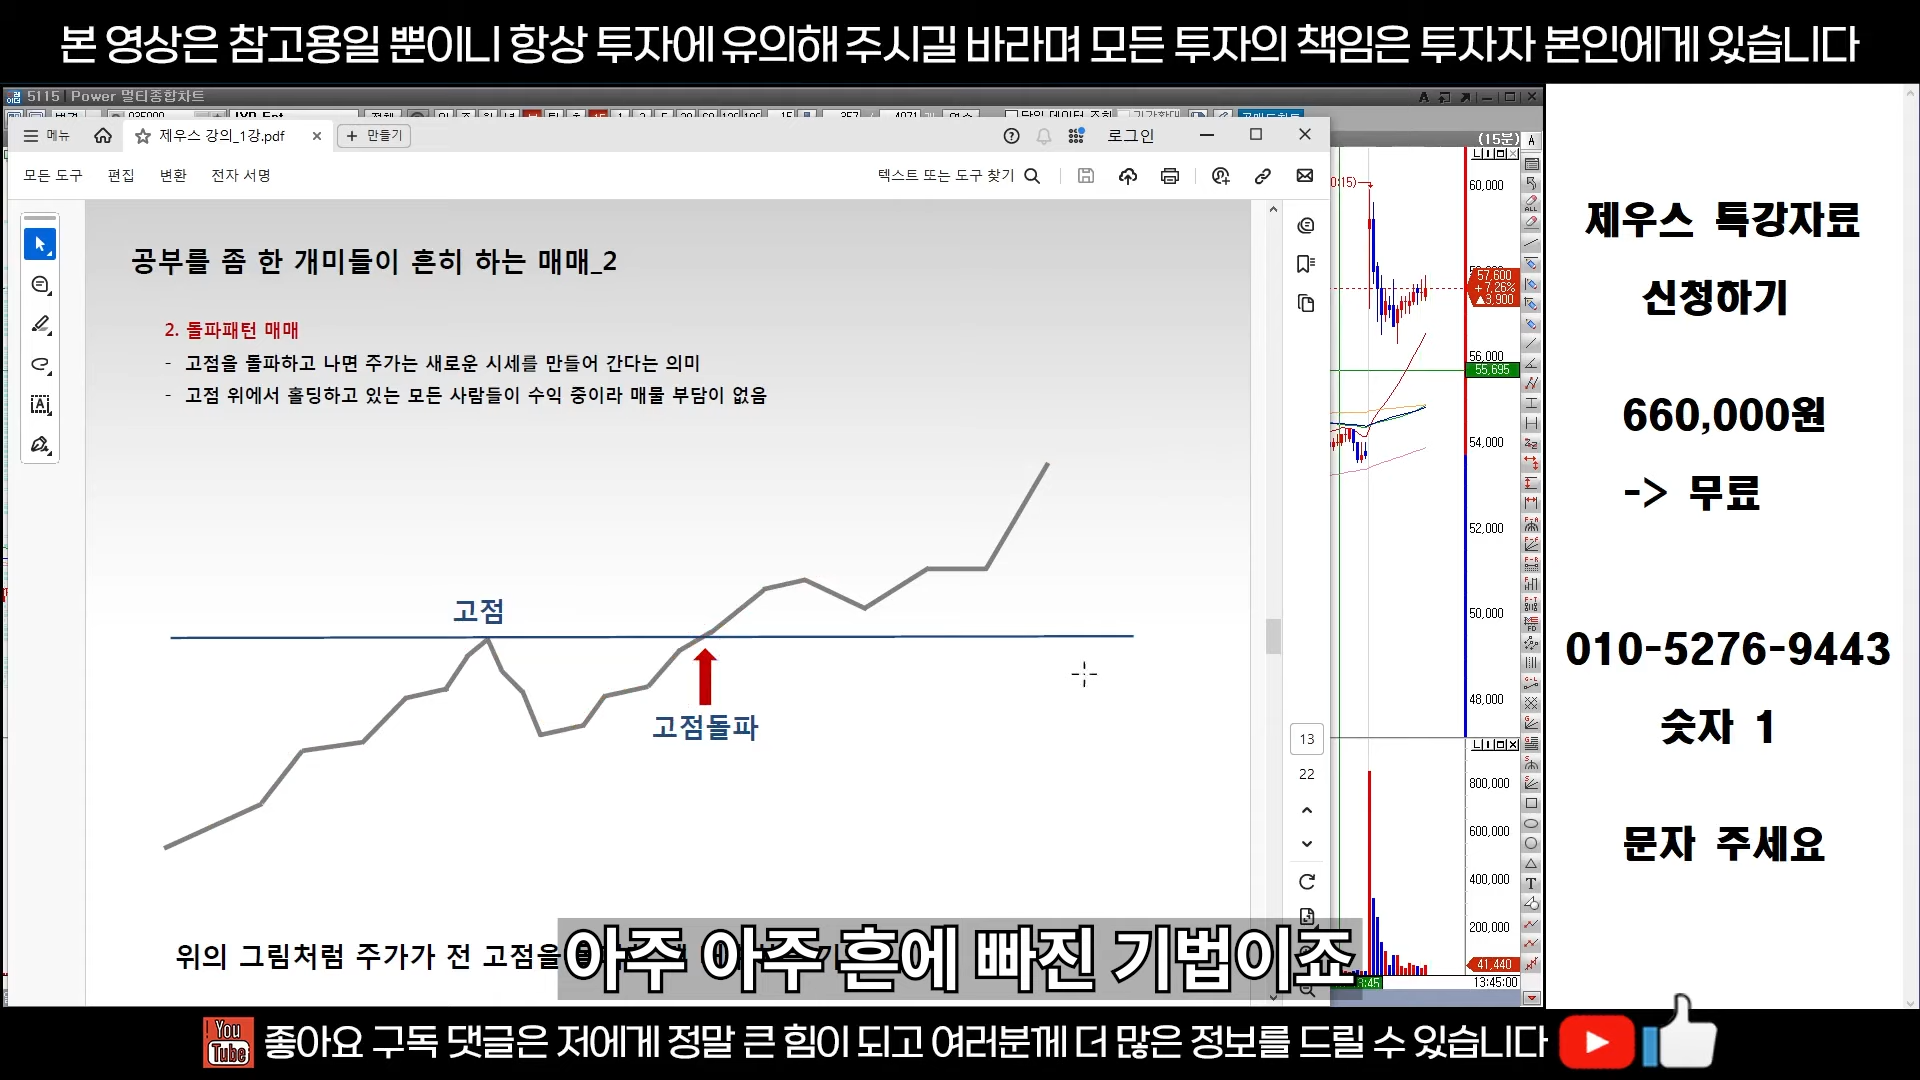 본 영상은 참고용일 뿐이니 항상 투자에 유의해 주시길 바라며 모든 투자의 책임은 투자자 본인에게 있습니다
5115 Power 멀티종합차트
메뉴
제우스 강의_1강.pdf
+ 만들기
로그인
모든 도구 편집 변환 전자 서명
텍스트 또는 도구 찾기
공부를 좀 한 개미들이 흔히 하는 매매_2
2. 돌파패턴 매매
- 고점을 돌파하고 나면 주가는 새로운 시세를 만들어 간다는 의미
- 고점 위에서 홀딩하고 있는 모든 사람들이 수익 중이라 매물 부담이 없음
고점
고점돌파
위의 그림처럼 주가가 전 고점을
아주 아주 흔에 빠진 기법이죠
13
22
(15분)
0:15)
60,000
57,600
+7.26%
▲3,900
56,000
55,695
54,000
52,000
50,000
48,000
800,000
600,000
400,000
200,000
41,440
13:45:00
제우스 특강자료
신청하기
660,000원
-> 무료
010-5276-9443
숫자 1
문자 주세요
You Tube
좋아요 구독 댓글은 저에게 정말 큰 힘이 되고 여러분께 더 많은 정보를 드릴 수 있습니다